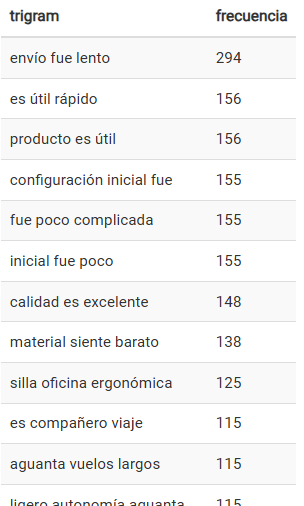 trigram frecuencia
envío fue lento 294
es útil rápido 156
producto es útil 156
configuración inicial fue 155
fue poco complicada 155
inicial fue poco 155
calidad es excelente 148
material siente barato 138
silla oficina ergonómica 125
es compañero viaje 115
aguanta vuelos largos 115
ligero autonomía aguanta 115